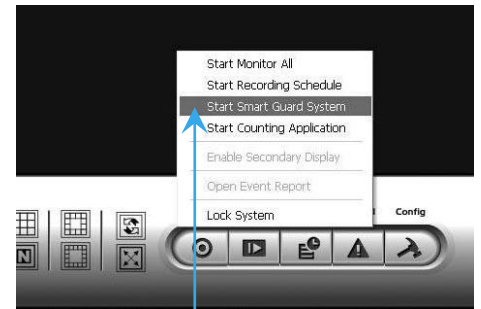 Start Monitor All
Start Recording Schedule
Start Smart Guard System
Start Counting Application
Enable Secondary Display
Open Event Report
Lock System
Config
N